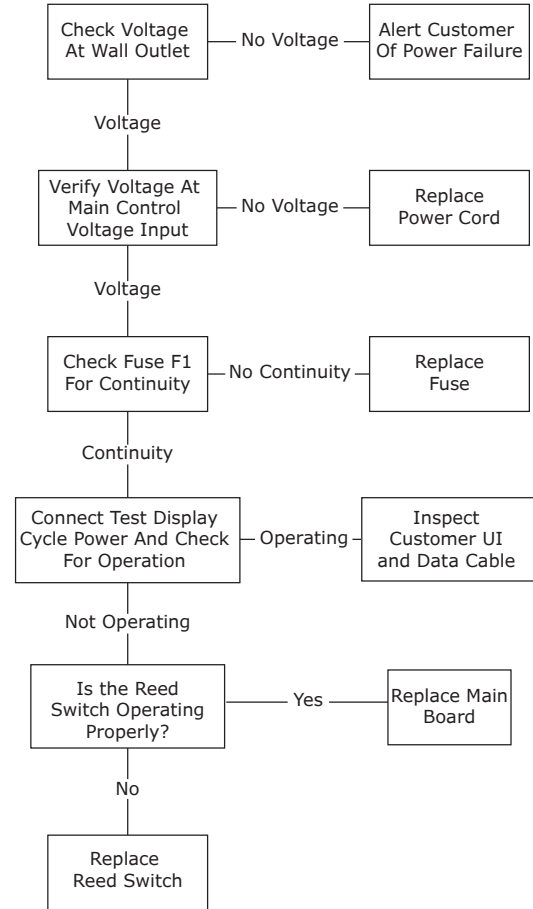 Check Voltage
At Wall Outlet
No Voltage
Alert Customer
Of Power Failure
Voltage
Verify Voltage At
Main Control
Voltage Input
No Voltage
Replace
Power Cord
Voltage
Check Fuse F1
For Continuity
No Continuity
Replace
Fuse
Continuity
Connect Test Display
Cycle Power And Check
For Operation
Operating
Inspect
Customer UI
and Data Cable
Not Operating
Is the Reed
Switch Operating
Properly?
Yes
Replace Main
Board
No
Replace
Reed Switch